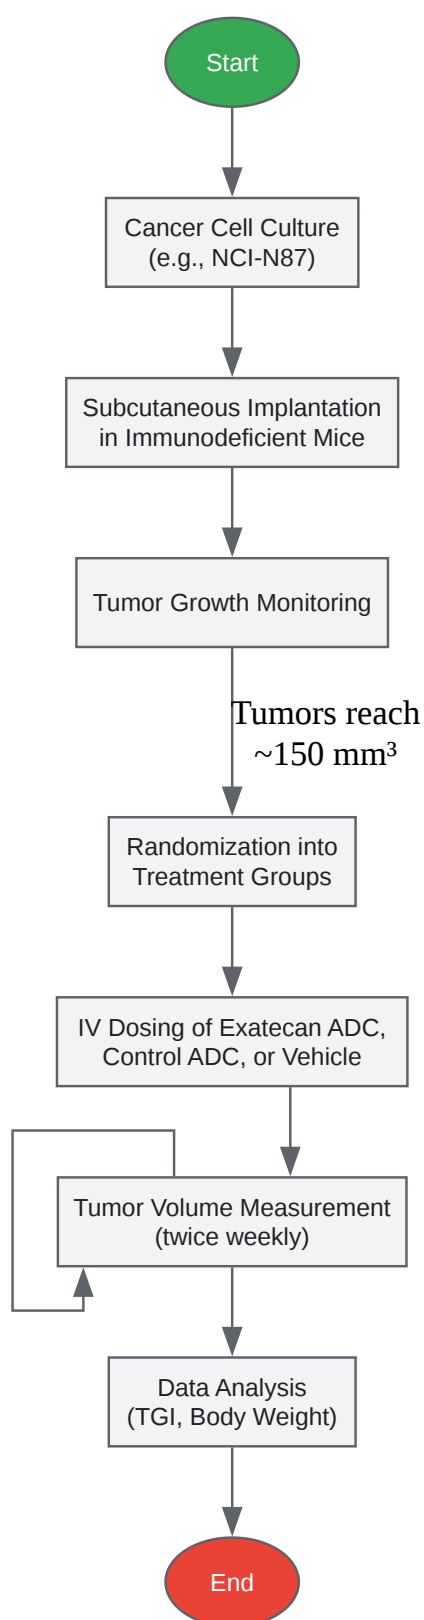 Start
Cancer Cell Culture
(e.g., NCI-N87)
Subcutaneous Implantation
in Immunodeficient Mice
Tumor Growth Monitoring
Tumors reach
~150 mm³
Randomization into
Treatment Groups
IV Dosing of Exatecan ADC,
Control ADC, or Vehicle
Tumor Volume Measurement
(twice weekly)
Data Analysis
(TGI, Body Weight)
End